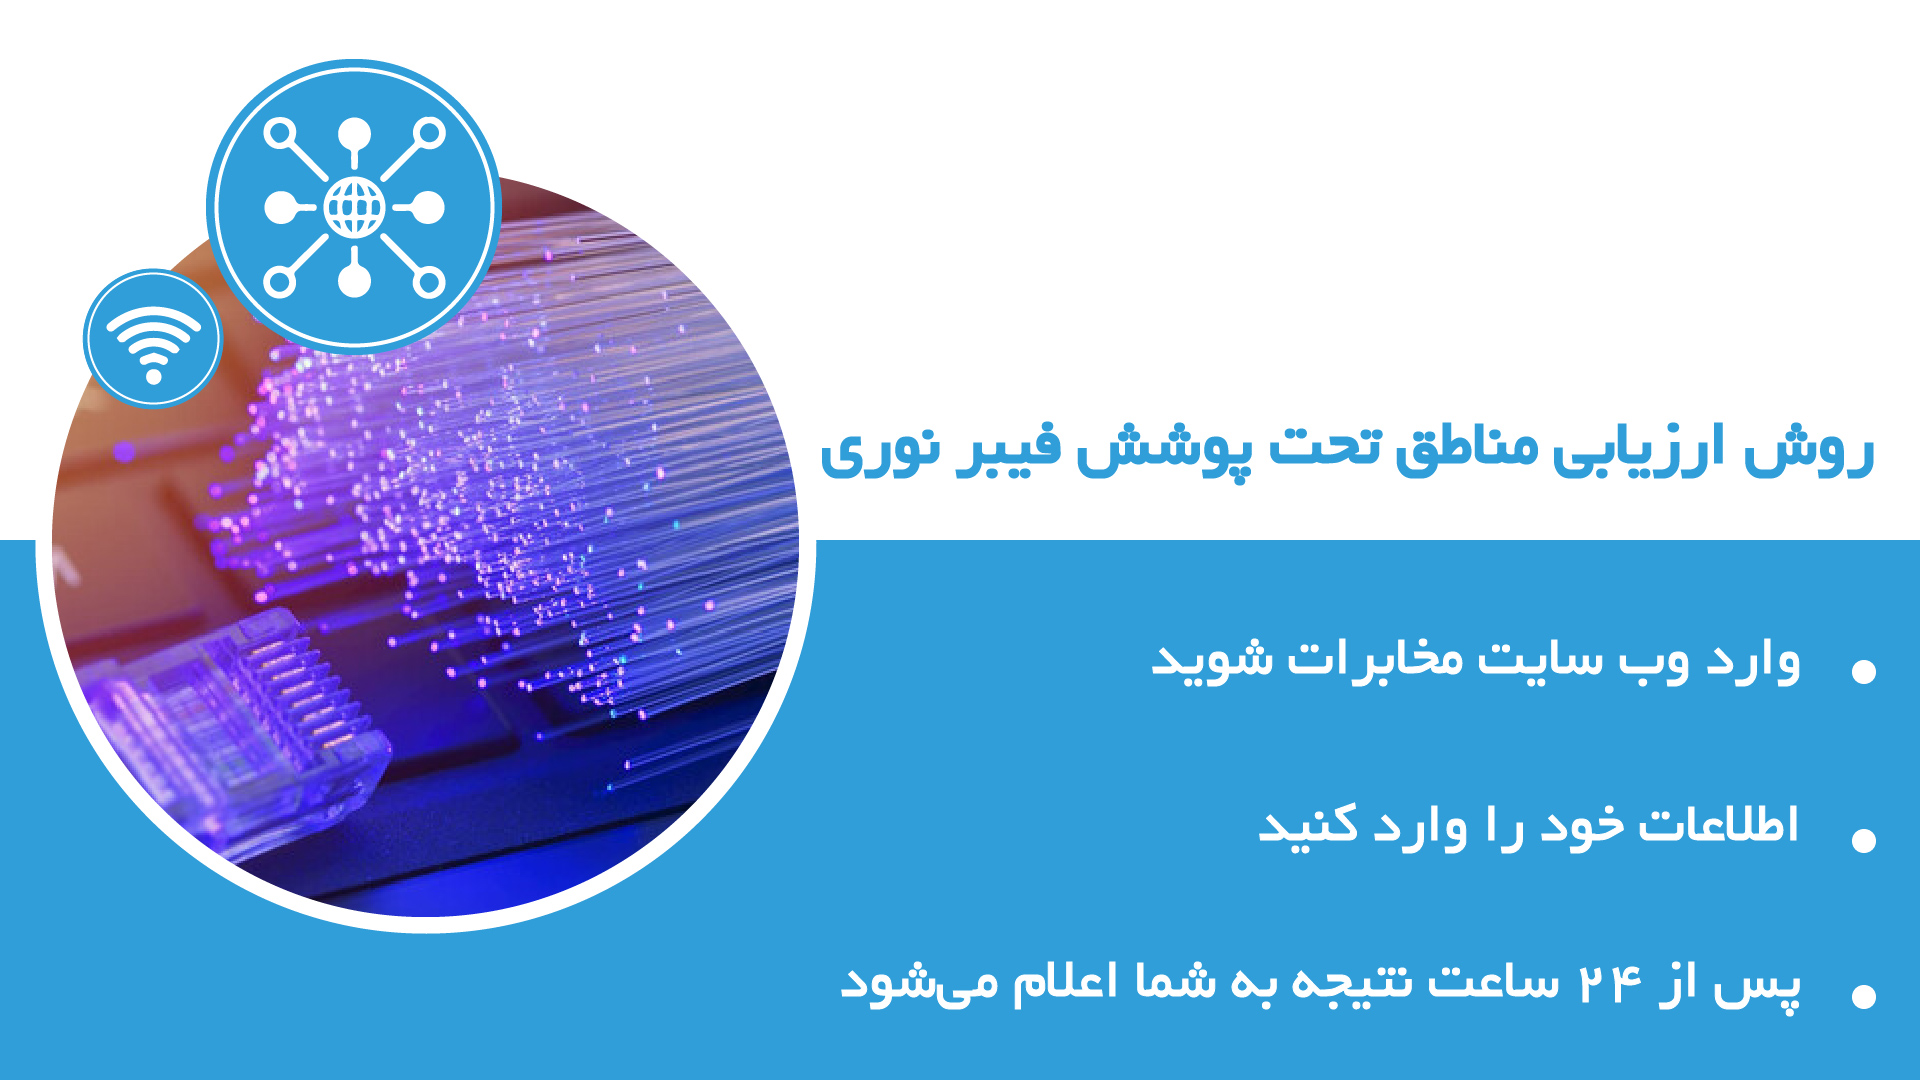 روش ارزیابی مناطق تحت پوشش فیبر نوری
وارد وب سایت مخابرات شوید
اطلاعات خود را وارد کنید
پس از ۲۴ ساعت نتیجه به شما اعلام می‌شود